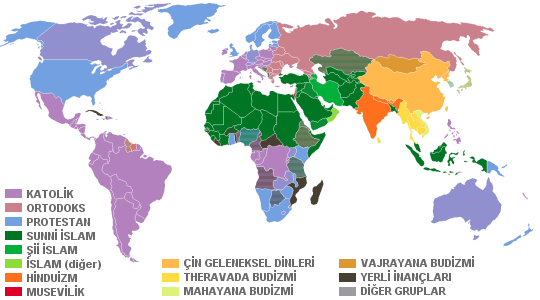 KATOLİK
ORTODOKS
PROTESTAN
SUNNİ İSLAM
Şİİ İSLAM
İSLAM (diğer)
HİNDUİZM
MUSEVİLİK
ÇİN GELENEKSEL DİNLERİ
THERAVADA BUDİZMİ
MAHAYANA BUDİZMİ
VAJRAYANA BUDİZMİ
YERLİ İNANÇLARI
DİĞER GRUPLAR